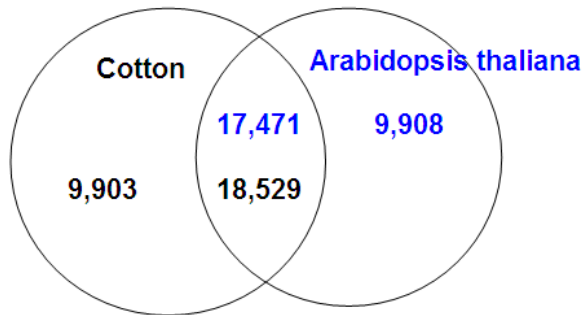 Cotton
Arabidopsis thaliana
17,471
9,908
9,903
18,529